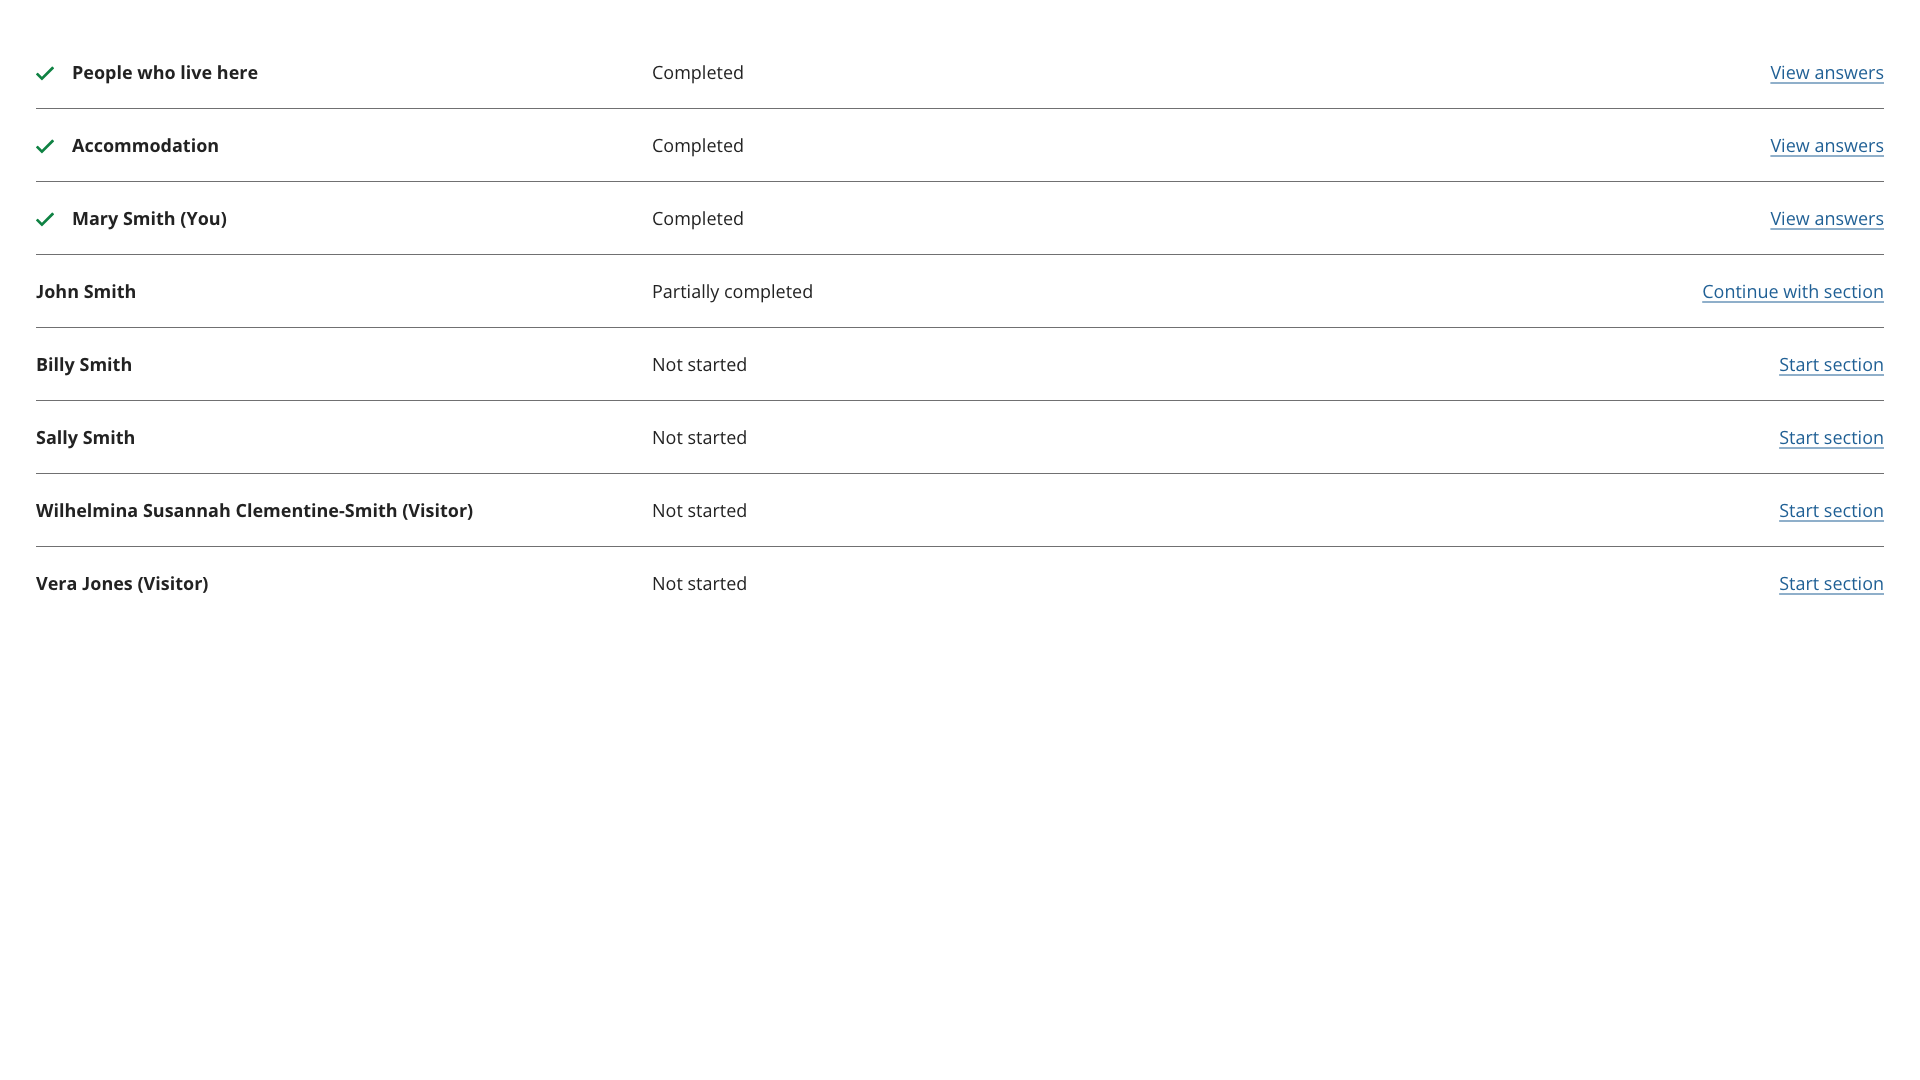 People who live here Completed View answers
Accommodation Completed View answers
Mary Smith (You) Completed View answers
John Smith Partially completed Continue with section
Billy Smith Not started Start section
Sally Smith Not started Start section
Wilhelmina Susannah Clementine-Smith (Visitor) Not started Start section
Vera Jones (Visitor) Not started Start section